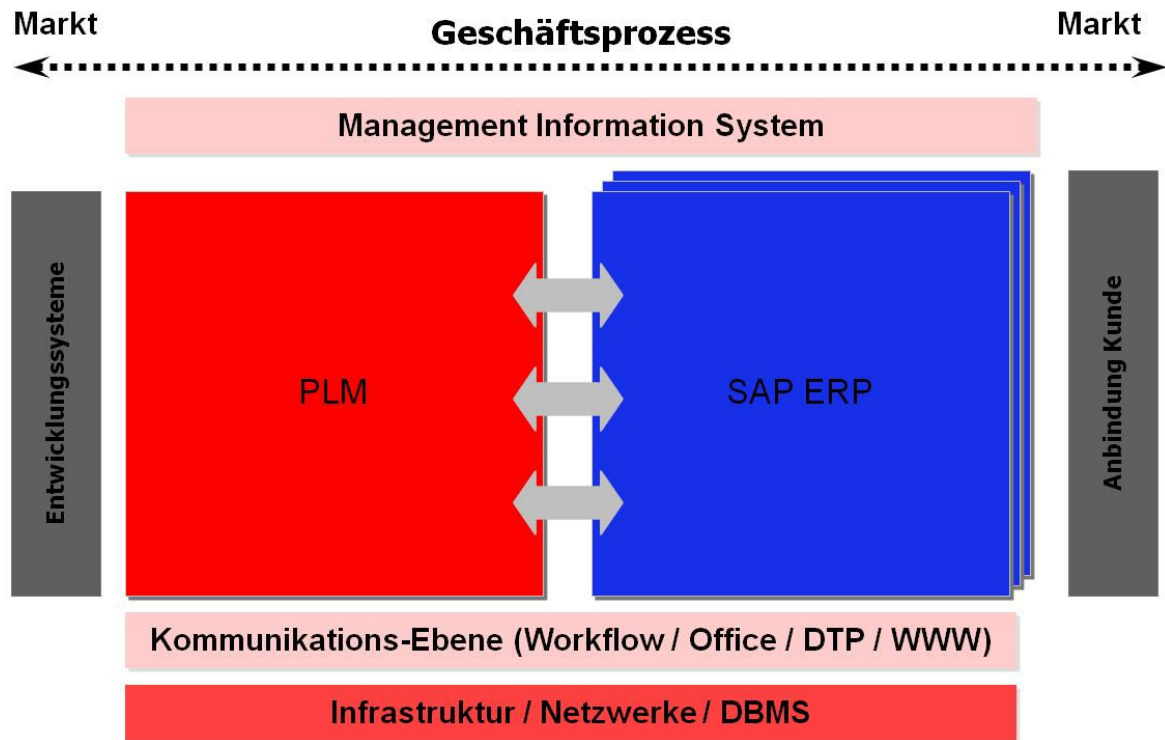 Markt
Geschäftsprozess
Markt
Management Information System
Entwicklungssysteme
PLM
SAP ERP
Anbindung Kunde
Kommunikations-Ebene (Workflow / Office / DTP / WWW)
Infrastruktur / Netzwerke / DBMS